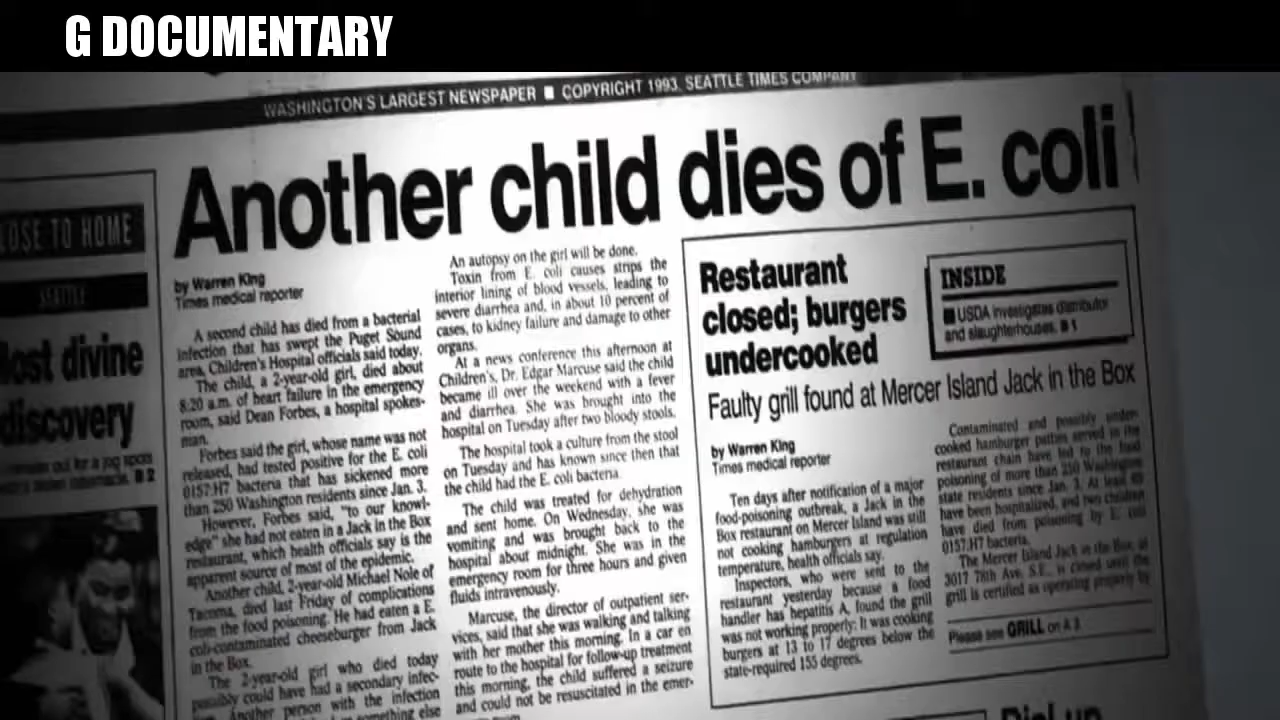 G DOCUMENTARY
WASHINGTON'S LARGEST NEWSPAPER ■ COPYRIGHT 1993, SEATTLE TIMES COMPANY
Another child dies of E. coli
LOSE TO HOME
SEATTLE
ost divine
discovery
by Warren King
Times medical reporter
A second child has died from a bacterial
infection that has swept the Puget Sound
area, Children's Hospital officials said today.
The child, a 2-year-old girl, died about
8:20 a.m. of heart failure in the emergency
room, said Dean Forbes, a hospital spokes-
man.
Forbes said the girl, whose name was not
released, had tested positive for the E. coli
0157:H7 bacteria that has sickened more
than 250 Washington residents since Jan. 3.
However, Forbes said, "to our knowl-
edge" she had not eaten in a Jack in the Box
restaurant, which health officials say is the
apparent source of most of the epidemic.
Another child, 2-year-old Michael Nole of
Tacoma, died last Friday of complications
from the food poisoning. He had eaten a E.
coli-contaminated cheeseburger from Jack
in the Box.
The 2-year-old girl who died today
possibly could have had a secondary infec-
tion. Another person with the infection
something else
An autopsy on the girl will be done.
Toxin from E. coli causes strips the
interior lining of blood vessels, leading to
severe diarrhea and, in about 10 percent of
cases, to kidney failure and damage to other
organs.
At a news conference this afternoon at
Children's, Dr. Edgar Marcuse said the child
became ill over the weekend with a fever
and diarrhea. She was brought into the
hospital on Tuesday after two bloody stools.
The hospital took a culture from the stool
on Tuesday and has known since then that
the child had the E. coli bacteria.
The child was treated for dehydration
and sent home. On Wednesday, she was
vomiting and was brought back to the
hospital about midnight. She was in the
emergency room for three hours and given
fluids intravenously.
Marcuse, the director of outpatient ser-
vices, said that she was walking and talking
with her mother this morning. In a car en
route to the hospital for follow-up treatment
this morning, the child suffered a seizure
and could not be resuscitated in the emer-
Restaurant
closed; burgers
undercooked
INSIDE
■ USDA investigates distributor
and slaughterhouses. ■ 1
Faulty grill found at Mercer Island Jack in the Box
by Warren King
Times medical reporter
Ten days after notification of a major
food-poisoning outbreak, a Jack in the
Box restaurant on Mercer Island was still
not cooking hamburgers at regulation
temperature, health officials say.
Inspectors, who were sent to the
restaurant yesterday because a food
handler has hepatitis A, found the grill
was not working properly: It was cooking
burgers at 13 to 17 degrees below the
state-required 155 degrees.
Contaminated and possibly under-
cooked hamburger patties served in the
restaurant chain have led to the food
poisoning of more than 250 Washington
state residents since Jan. 3. At least
have been hospitalized, and two children
have died from poisoning by E. coli
0157:H7 bacteria.
The Mercer Island Jack in the Box, at
3017 78th Ave. S.E., is closed until the
grill is certified as operating properly by
Please see GRILL on A 3